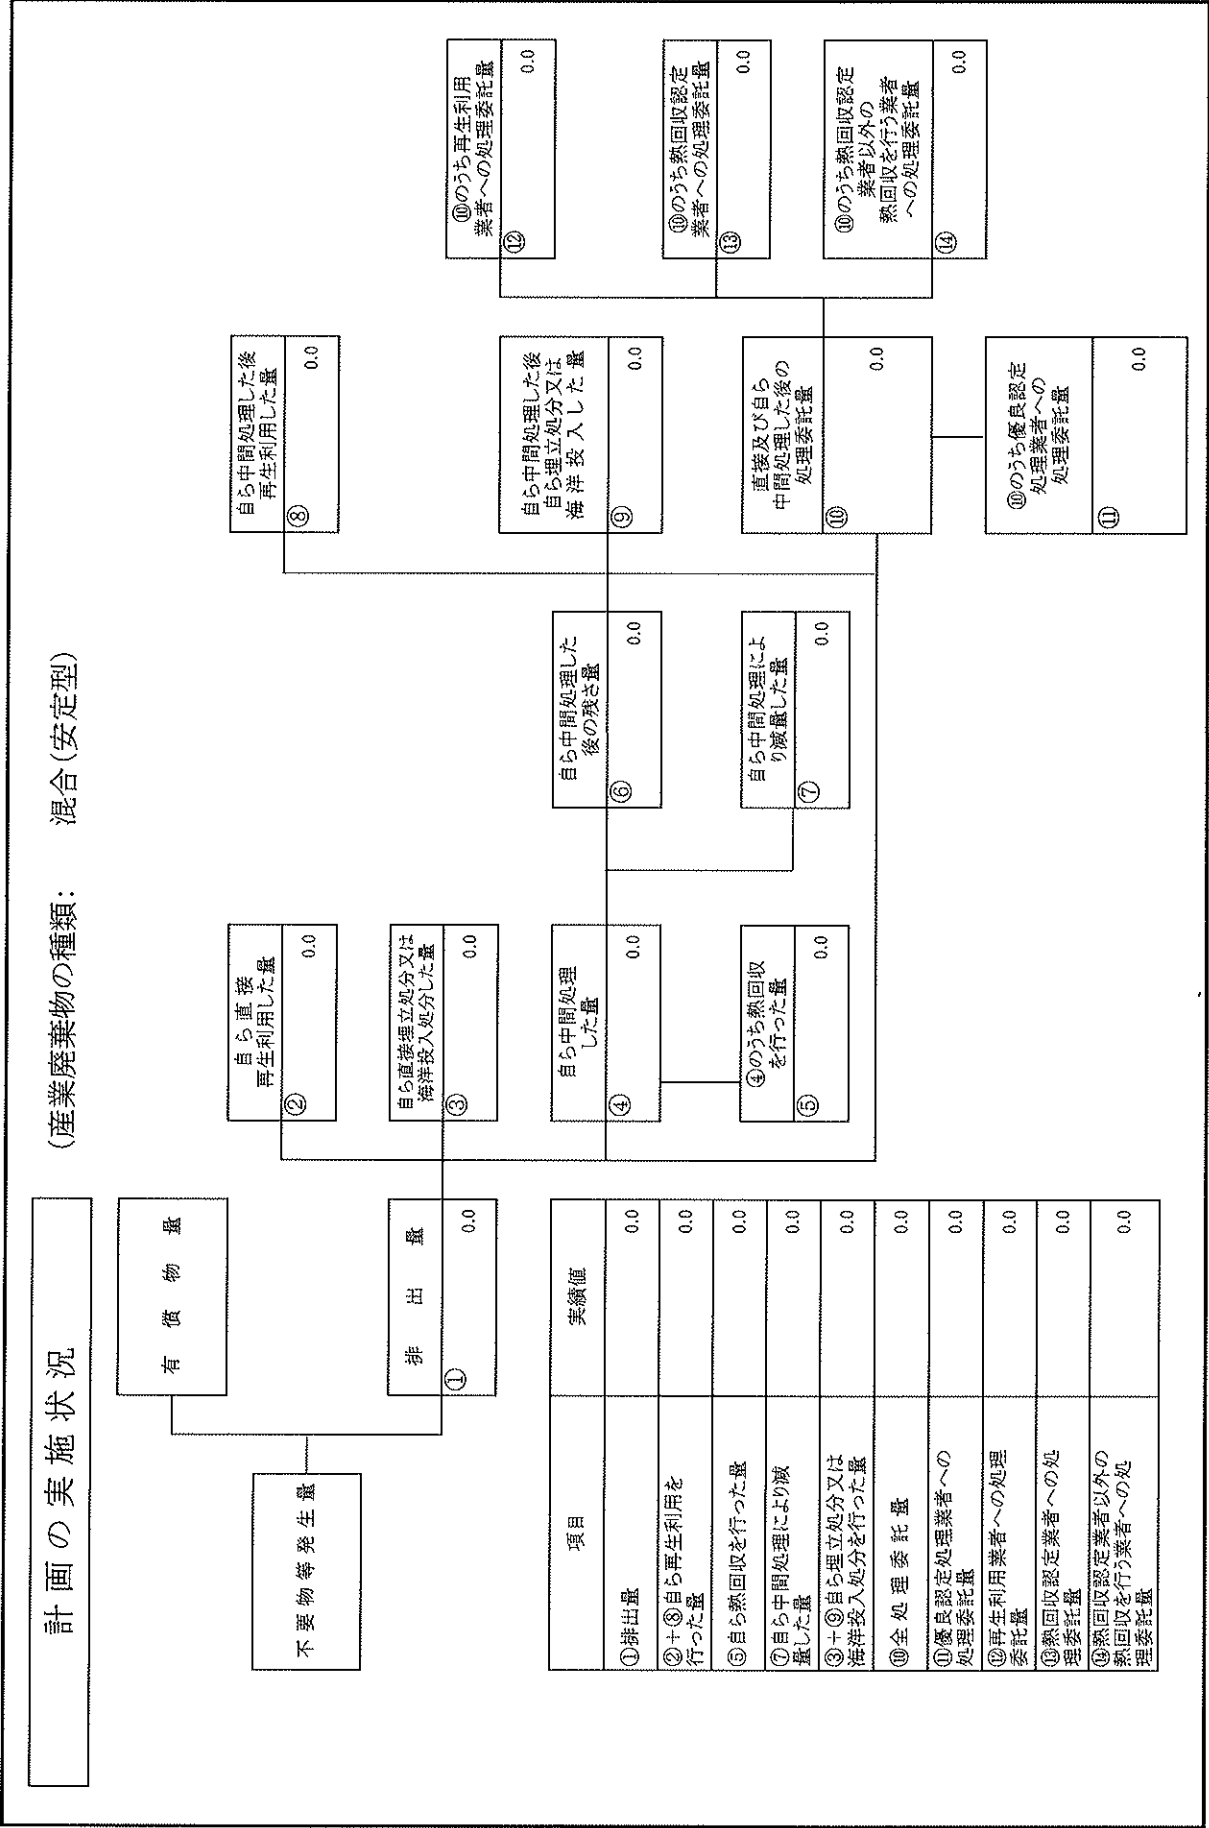 計画の実施状況
(産業廃棄物の種類： 混合(安定型)
不要物等発生量
有償物量
排出量
① 0.0
自ら直接
再生利用した量
② 0.0
自ら直接埋立処分又は
海洋投入処分した量
③ 0.0
自ら中間処理
した量
④ 0.0
④のうち熱回収
を行った量
⑤ 0.0
自ら中間処理した
後の残さ量
⑥ 0.0
自ら中間処理によ
り減量した量
⑦ 0.0
自ら中間処理した後
再生利用した量
⑧ 0.0
自ら中間処理した後
自ら埋立処分又は
海洋投入した量
⑨ 0.0
直接及び自ら
中間処理した後の
処理委託量
⑩ 0.0
⑩のうち優良認定
処理業者への
処理委託量
⑪ 0.0
⑩のうち再生利用
業者への処理委託量
⑫ 0.0
⑩のうち熱回収認定
業者への処理委託量
⑬ 0.0
⑩のうち熱回収認定
業者以外の
熱回収を行う業者
への処理委託量
⑭ 0.0
項目 実績値
①排出量 0.0
②＋⑧自ら再生利用を
行った量 0.0
⑤自ら熱回収を行った量 0.0
⑦自ら中間処理により減
量した量 0.0
③＋⑨自ら埋立処分又は
海洋投入処分を行った量 0.0
⑩全処理委託量 0.0
⑪優良認定処理業者への
処理委託量 0.0
⑫再生利用業者への処理
委託量 0.0
⑬熱回収認定業者への処
理委託量 0.0
⑭熱回収認定業者以外の
熱回収を行う業者への処
理委託量 0.0